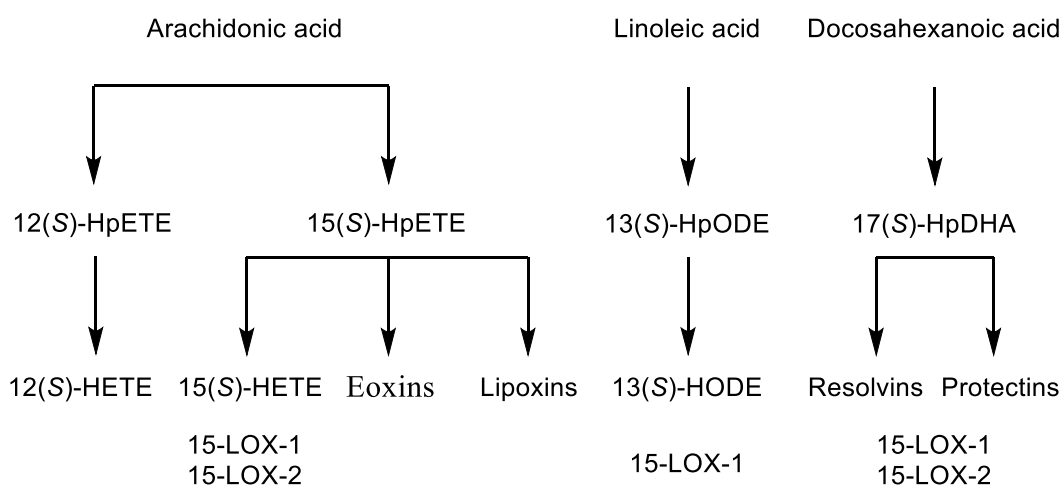 Arachidonic acid Linoleic acid Docosahexanoic acid
12(S)-HpETE 15(S)-HpETE 13(S)-HpODE 17(S)-HpDHA
12(S)-HETE 15(S)-HETE Eoxins Lipoxins 13(S)-HODE Resolvins Protectins
15-LOX-1 15-LOX-1 15-LOX-1
15-LOX-2 15-LOX-2